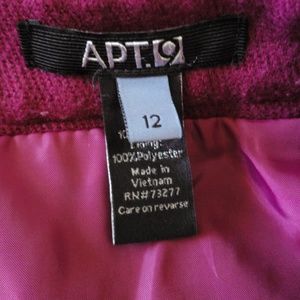 APT.9
12
Lining:
100%Polyester
Made in
Vietnam
RN#73277
Care on reverse